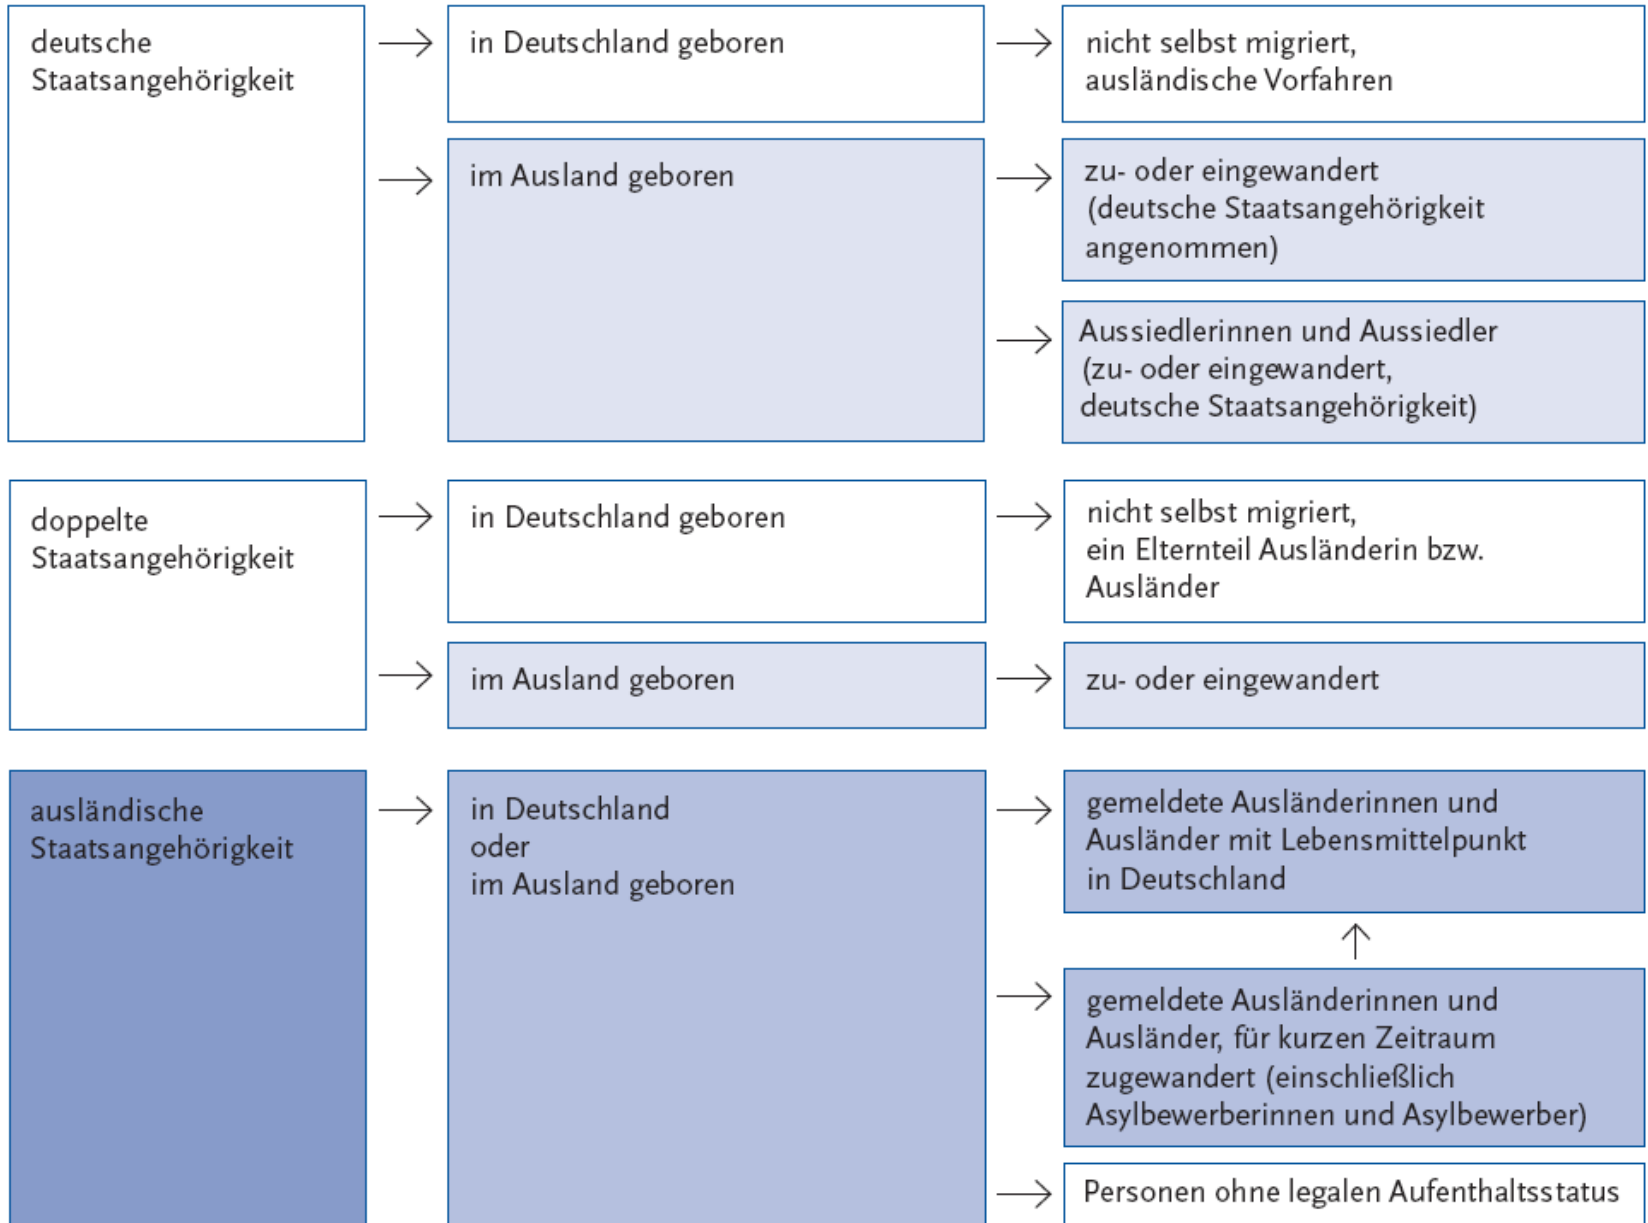 deutsche
Staatsangehörigkeit
in Deutschland geboren
nicht selbst migriert,
ausländische Vorfahren
im Ausland geboren
zu- oder eingewandert
(deutsche Staatsangehörigkeit
angenommen)
Aussiedlerinnen und Aussiedler
(zu- oder eingewandert,
deutsche Staatsangehörigkeit)
doppelte
Staatsangehörigkeit
in Deutschland geboren
nicht selbst migriert,
ein Elternteil Ausländerin bzw.
Ausländer
im Ausland geboren
zu- oder eingewandert
ausländische
Staatsangehörigkeit
in Deutschland
oder
im Ausland geboren
gemeldete Ausländerinnen und
Ausländer mit Lebensmittelpunkt
in Deutschland
gemeldete Ausländerinnen und
Ausländer, für kurzen Zeitraum
zugewandert (einschließlich
Asylbewerberinnen und Asylbewerber)
Personen ohne legalen Aufenthaltsstatus